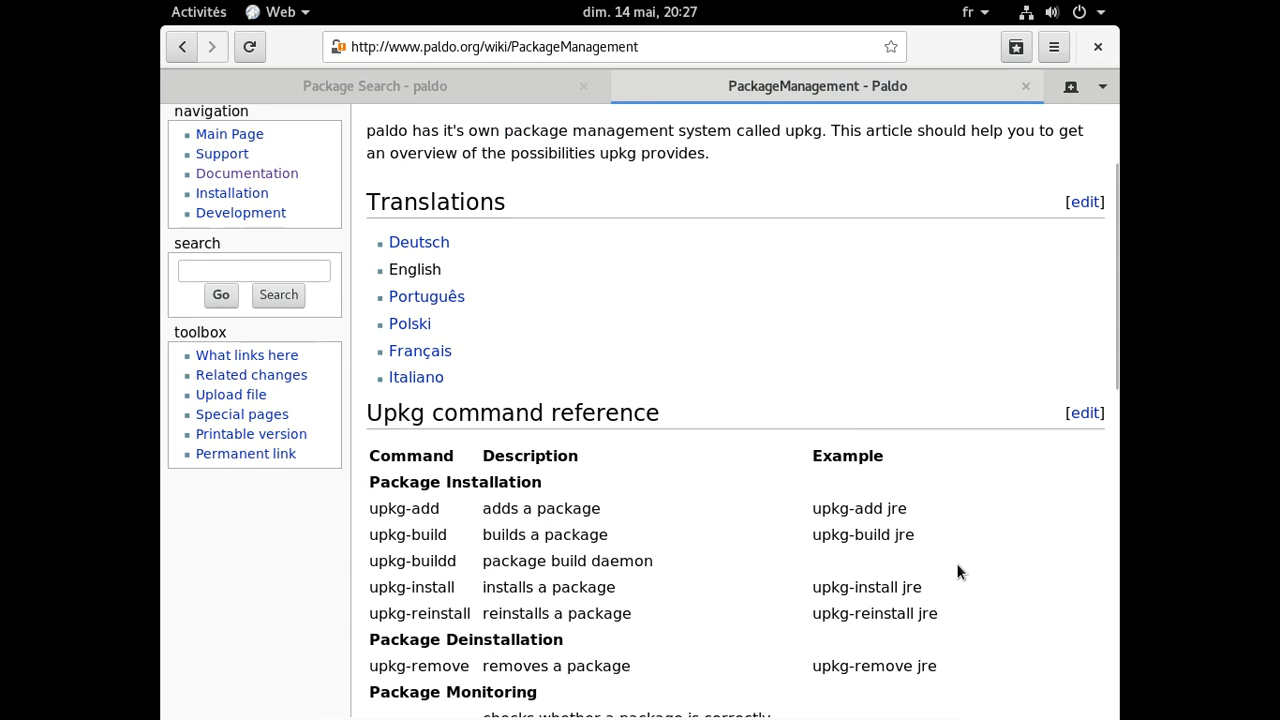 Activités Web dim. 14 mai, 20:27 fr
http://www.paldo.org/wiki/PackageManagement
Package Search - paldo PackageManagement - Paldo
navigation
Main Page
Support
Documentation
Installation
Development
search
Go Search
toolbox
What links here
Related changes
Upload file
Special pages
Printable version
Permanent link
paldo has it's own package management system called upkg. This article should help you to get
an overview of the possibilities upkg provides.
Translations [edit]
Deutsch
English
Português
Polski
Français
Italiano
Upkg command reference [edit]
Command Description Example
Package Installation
upkg-add adds a package upkg-add jre
upkg-build builds a package upkg-build jre
upkg-buildd package build daemon
upkg-install installs a package upkg-install jre
upkg-reinstall reinstalls a package upkg-reinstall jre
Package Deinstallation
upkg-remove removes a package upkg-remove jre
Package Monitoring
checks whether a package is correctly